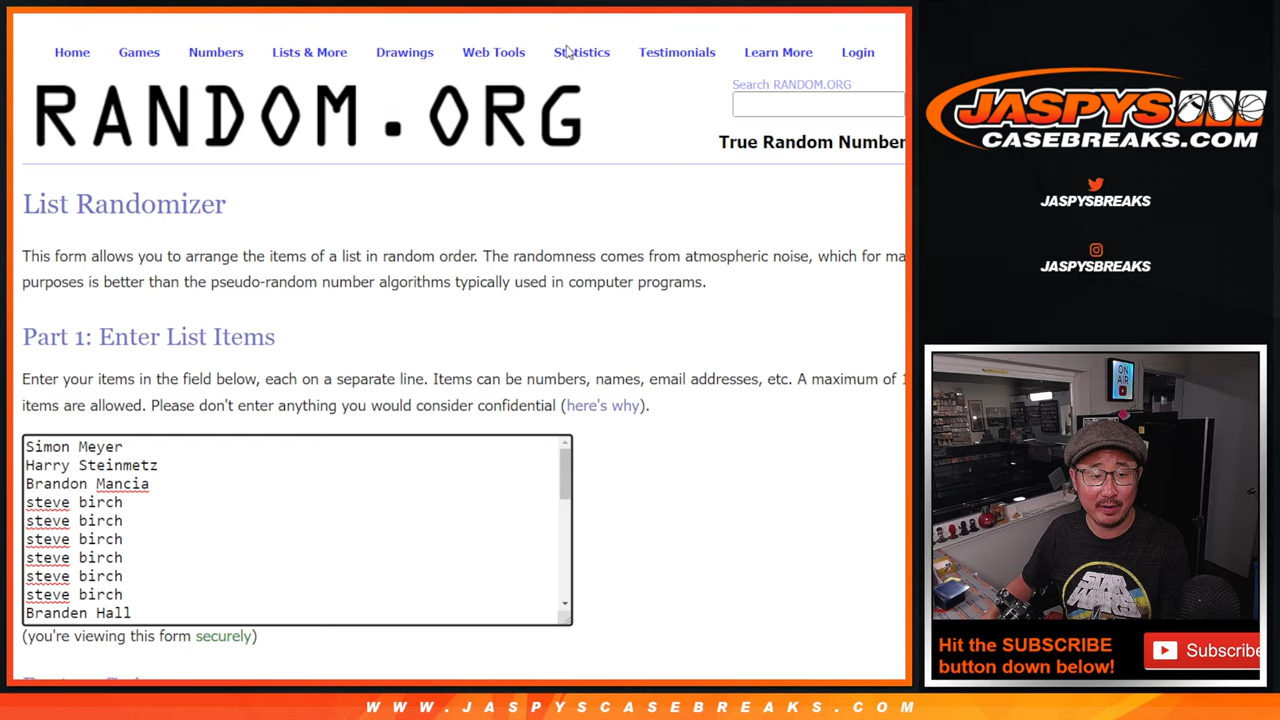 Home Games Numbers Lists & More Drawings Web Tools Statistics Testimonials Learn More Login
RANDOM.ORG
Search RANDOM.ORG
True Random Number
List Randomizer
This form allows you to arrange the items of a list in random order. The randomness comes from atmospheric noise, which for ma
purposes is better than the pseudo-random number algorithms typically used in computer programs.
Part 1: Enter List Items
Enter your items in the field below, each on a separate line. Items can be numbers, names, email addresses, etc. A maximum of 1
items are allowed. Please don't enter anything you would consider confidential (here's why).
Simon Meyer
Harry Steinmetz
Brandon Mancia
steve birch
steve birch
steve birch
steve birch
steve birch
steve birch
Branden Hall
(you're viewing this form securely)
JASPYS
CASEBREAKS.COM
JASPYSBREAKS
JASPYSBREAKS
ON
AIR
STAR
WARS
Hit the SUBSCRIBE
button down below!
Subscribe
WWW.JASPYSCASEBREAKS.COM